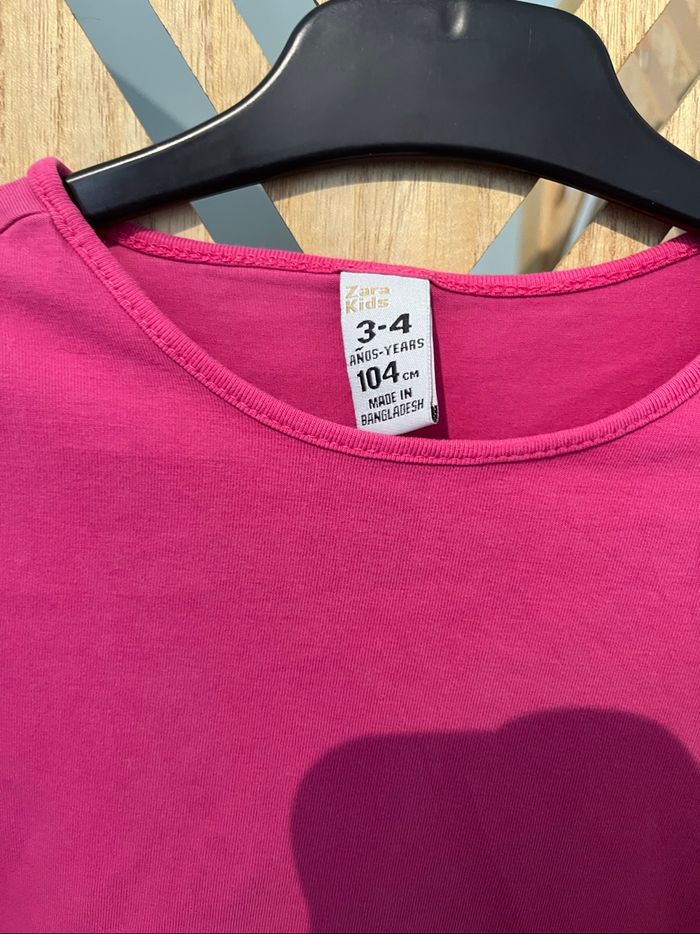 Zara
Kids
3-4
AÑOS-YEARS
104 CM
MADE IN
BANGLADESH